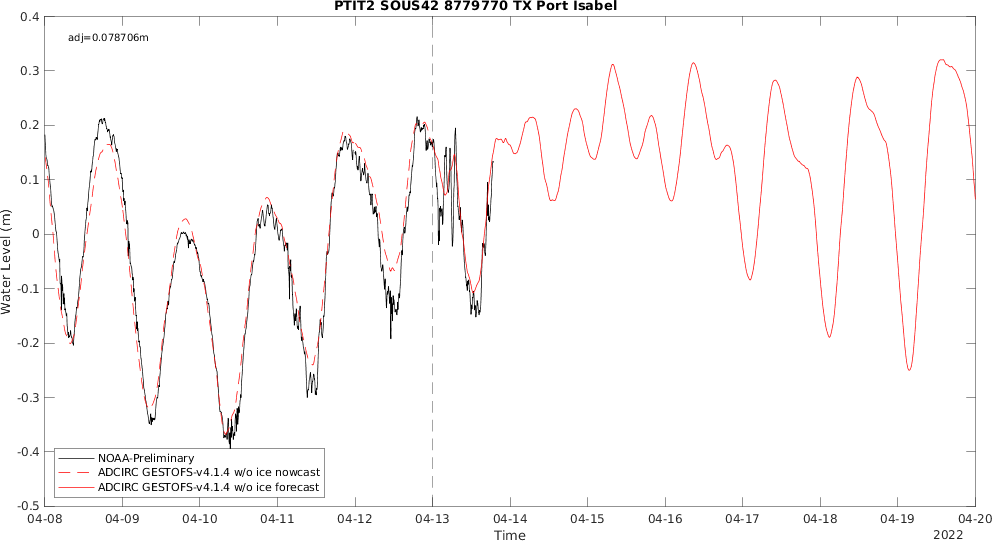 PTIT2 SOUS42 8779770 TX Port Isabel
adj=0.078706m
0.4
0.3
0.2
0.1
0
-0.1
-0.2
-0.3
-0.4
-0.5
Water Level (m)
NOAA-Preliminary
ADCIRC GESTOFS-v4.1.4 w/o ice nowcast
ADCIRC GESTOFS-v4.1.4 w/o ice forecast
04-08 04-09 04-10 04-11 04-12 04-13 04-14 04-15 04-16 04-17 04-18 04-19 04-20
Time
2022